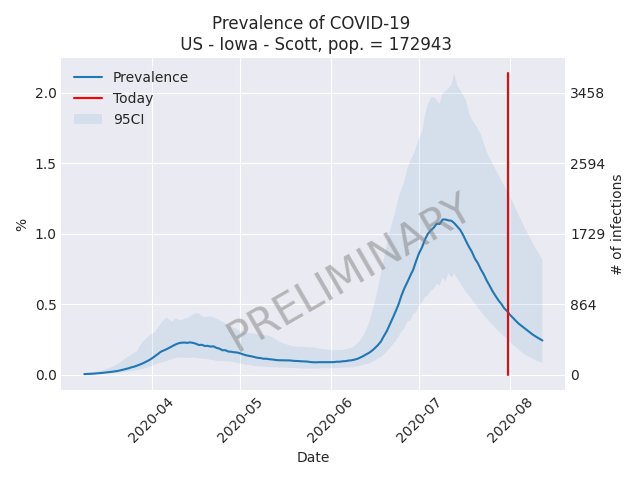 Prevalence of COVID-19
US - Iowa - Scott, pop. = 172943
Prevalence
Today
95CI
PRELIMINARY
%
2.0
1.5
1.0
0.5
0.0
3458
2594
1729
864
0
# of infections
2020-04
2020-05
2020-06
2020-07
2020-08
Date